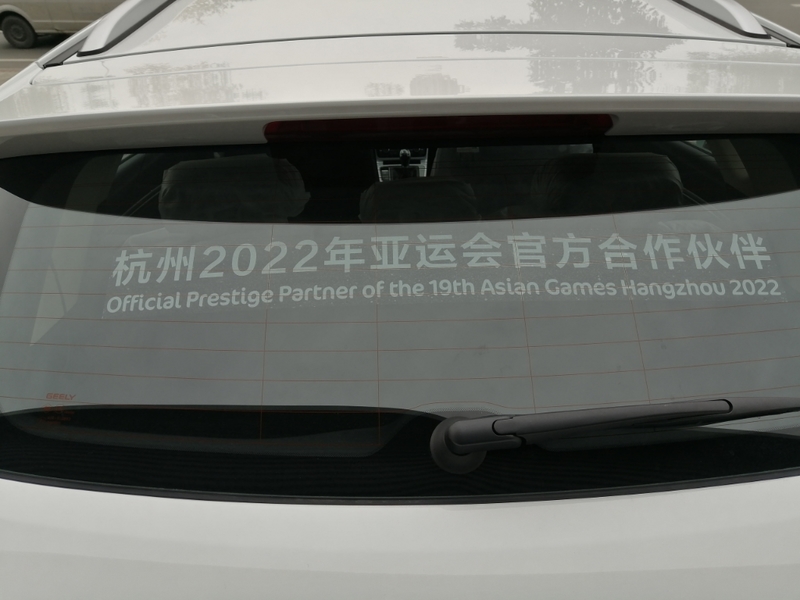 杭州2022年亚运会官方合作伙伴
Official Prestige Partner of the 19th Asian Games Hangzhou 2022
GEELY